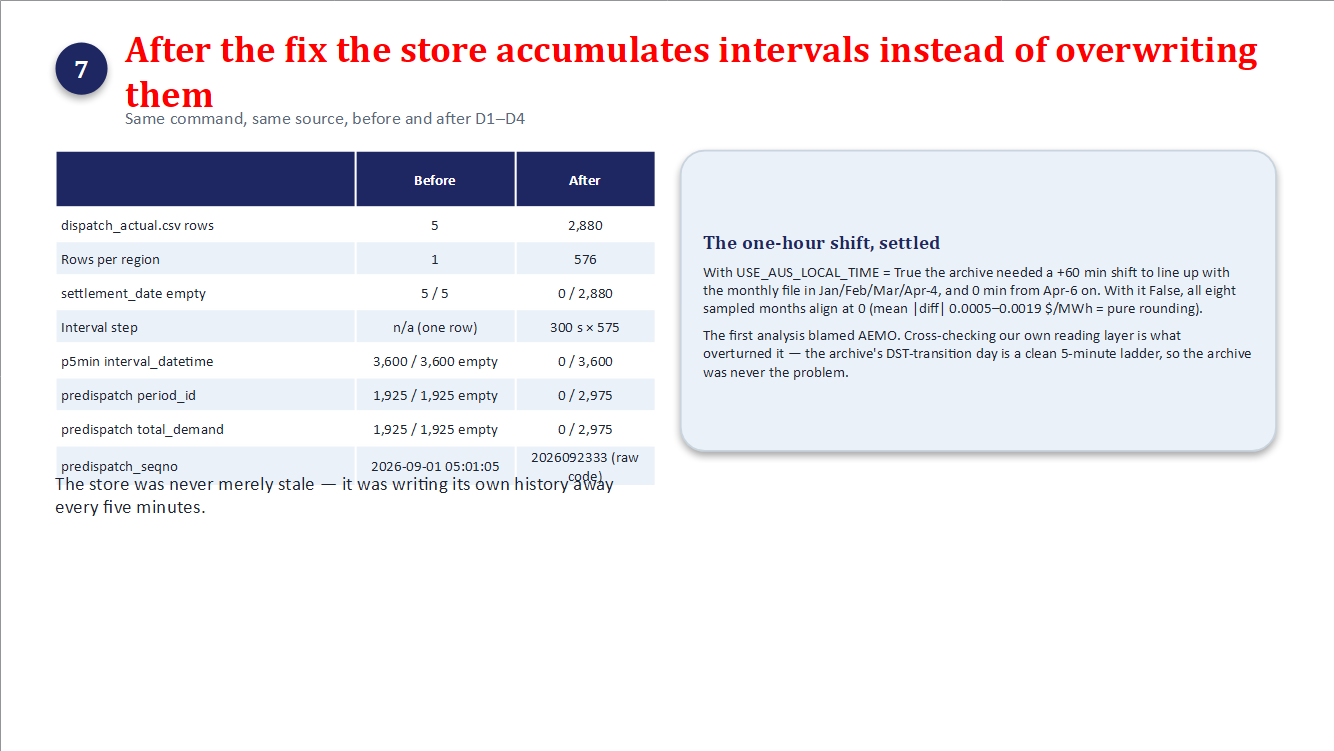 7
After the fix the store accumulates intervals instead of overwriting
them
Same command, same source, before and after D1–D4
Before After
dispatch_actual.csv rows 5 2,880
Rows per region 1 576
settlement_date empty 5 / 5 0 / 2,880
Interval step n/a (one row) 300 s × 575
p5min interval_datetime 3,600 / 3,600 empty 0 / 3,600
predispatch period_id 1,925 / 1,925 empty 0 / 2,975
predispatch total_demand 1,925 / 1,925 empty 0 / 2,975
predispatch_seqno 2026-09-01 05:01:05 2026092333 (raw
code)
The store was never merely stale — it was writing its own history away
every five minutes.
The one-hour shift, settled
With USE_AUS_LOCAL_TIME = True the archive needed a +60 min shift to line up with
the monthly file in Jan/Feb/Mar/Apr-4, and 0 min from Apr-6 on. With it False, all eight
sampled months align at 0 (mean |diff| 0.0005–0.0019 $/MWh = pure rounding).
The first analysis blamed AEMO. Cross-checking our own reading layer is what
overturned it — the archive's DST-transition day is a clean 5-minute ladder, so the archive
was never the problem.